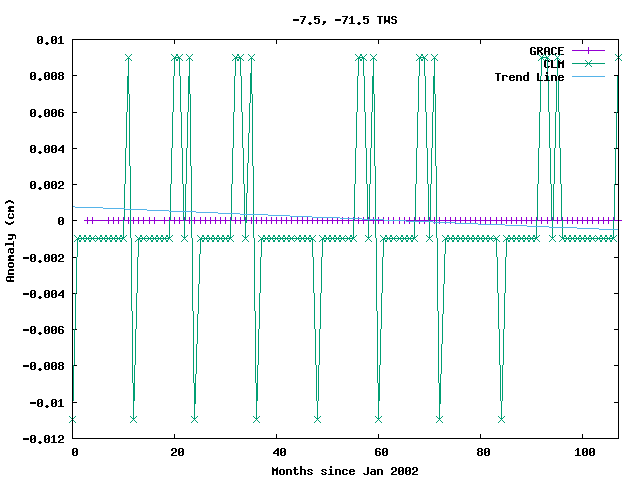 -7.5, -71.5 TWS
0.01
0.008
0.006
0.004
0.002
0
-0.002
-0.004
-0.006
-0.008
-0.01
-0.012
Anomaly (cm)
GRACE
CLM
Trend Line
0 20 40 60 80 100
Months since Jan 2002